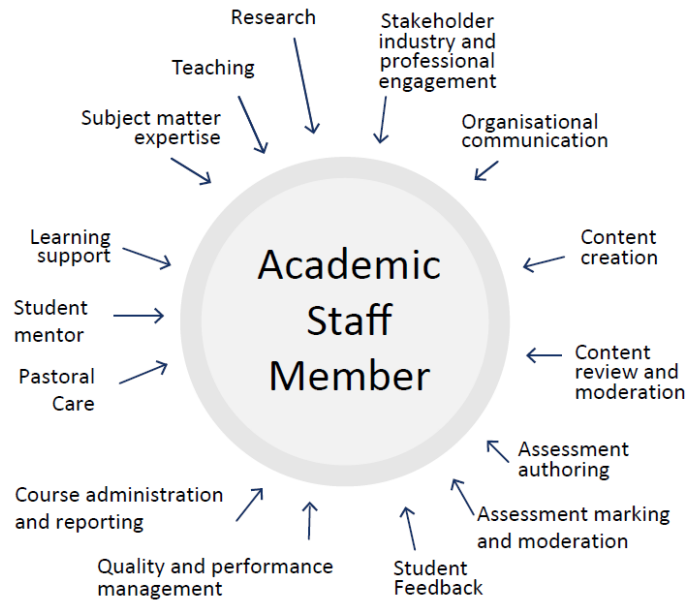 Research
Stakeholder
industry and
professional
engagement
Teaching
Subject matter
expertise
Organisational
communication
Learning
support
Content
creation
Academic
Staff
Member
Student
mentor
Pastoral
Care
Content
review and
moderation
Assessment
authoring
Course administration
and reporting
Assessment marking
and moderation
Quality and performance
management
Student
Feedback